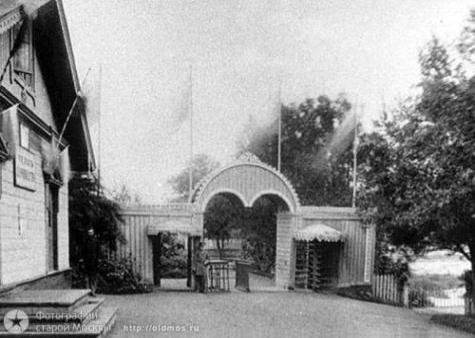 Фотографии
старой Москвы
http://oldmos.ru